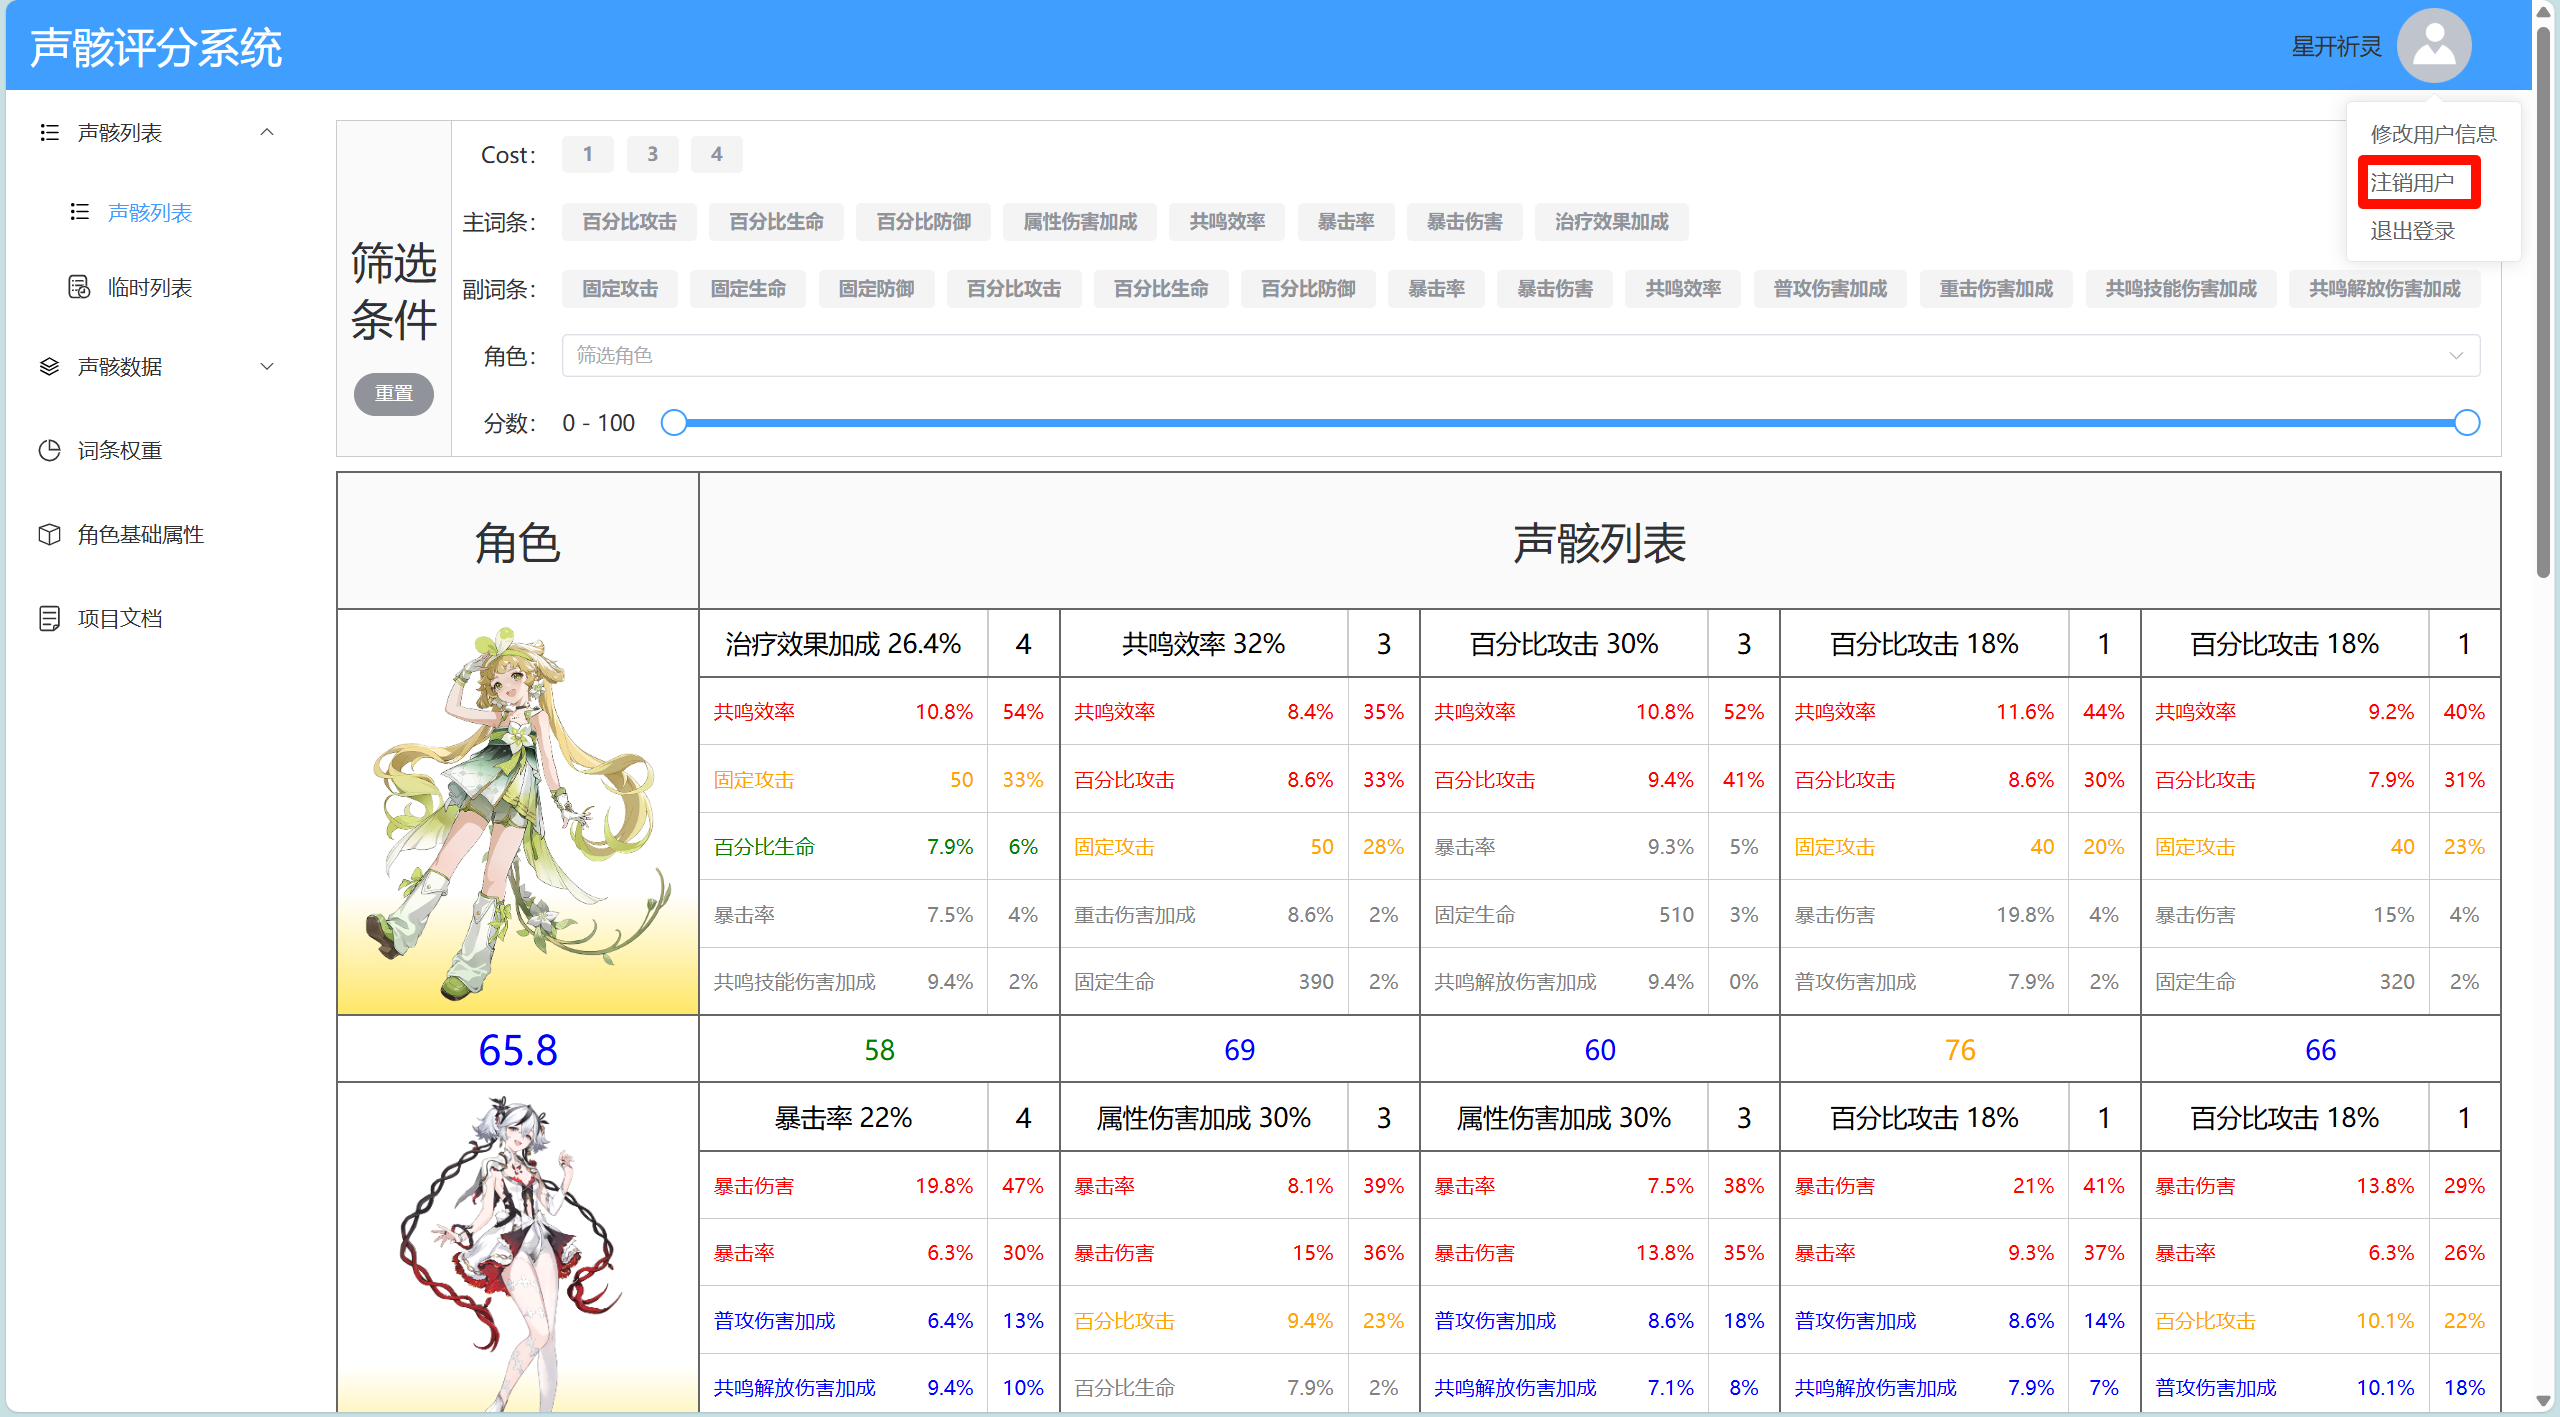 声骸评分系统
星开祈灵
修改用户信息
注销用户
退出登录
声骸列表
声骸列表
临时列表
声骸数据
词条权重
角色基础属性
项目文档
筛选条件
重置
Cost: 1 3 4
主词条: 百分比攻击 百分比生命 百分比防御 属性伤害加成 共鸣效率 暴击率 暴击伤害 治疗效果加成
副词条: 固定攻击 固定生命 固定防御 百分比攻击 百分比生命 百分比防御 暴击率 暴击伤害 共鸣效率 普攻伤害加成 重击伤害加成 共鸣技能伤害加成 共鸣解放伤害加成
角色: 筛选角色
分数: 0 - 100
角色 声骸列表
治疗效果加成 26.4% 4 共鸣效率 32% 3 百分比攻击 30% 3 百分比攻击 18% 1 百分比攻击 18% 1
共鸣效率 10.8% 54% 共鸣效率 8.4% 35% 共鸣效率 10.8% 52% 共鸣效率 11.6% 44% 共鸣效率 9.2% 40%
固定攻击 50 33% 百分比攻击 8.6% 33% 百分比攻击 9.4% 41% 百分比攻击 8.6% 30% 百分比攻击 7.9% 31%
百分比生命 7.9% 6% 固定攻击 50 28% 暴击率 9.3% 5% 固定攻击 40 20% 固定攻击 40 23%
暴击率 7.5% 4% 重击伤害加成 8.6% 2% 固定生命 510 3% 暴击伤害 19.8% 4% 暴击伤害 15% 4%
共鸣技能伤害加成 9.4% 2% 固定生命 390 2% 共鸣解放伤害加成 9.4% 0% 普攻伤害加成 7.9% 2% 固定生命 320 2%
65.8 58 69 60 76 66
暴击率 22% 4 属性伤害加成 30% 3 属性伤害加成 30% 3 百分比攻击 18% 1 百分比攻击 18% 1
暴击伤害 19.8% 47% 暴击率 8.1% 39% 暴击率 7.5% 38% 暴击伤害 21% 41% 暴击伤害 13.8% 29%
暴击率 6.3% 30% 暴击伤害 15% 36% 暴击伤害 13.8% 35% 暴击率 9.3% 37% 暴击率 6.3% 26%
普攻伤害加成 6.4% 13% 百分比攻击 9.4% 23% 普攻伤害加成 8.6% 18% 普攻伤害加成 8.6% 14% 百分比攻击 10.1% 22%
共鸣解放伤害加成 9.4% 10% 百分比生命 7.9% 2% 共鸣解放伤害加成 7.1% 8% 共鸣解放伤害加成 7.9% 7% 普攻伤害加成 10.1% 18%